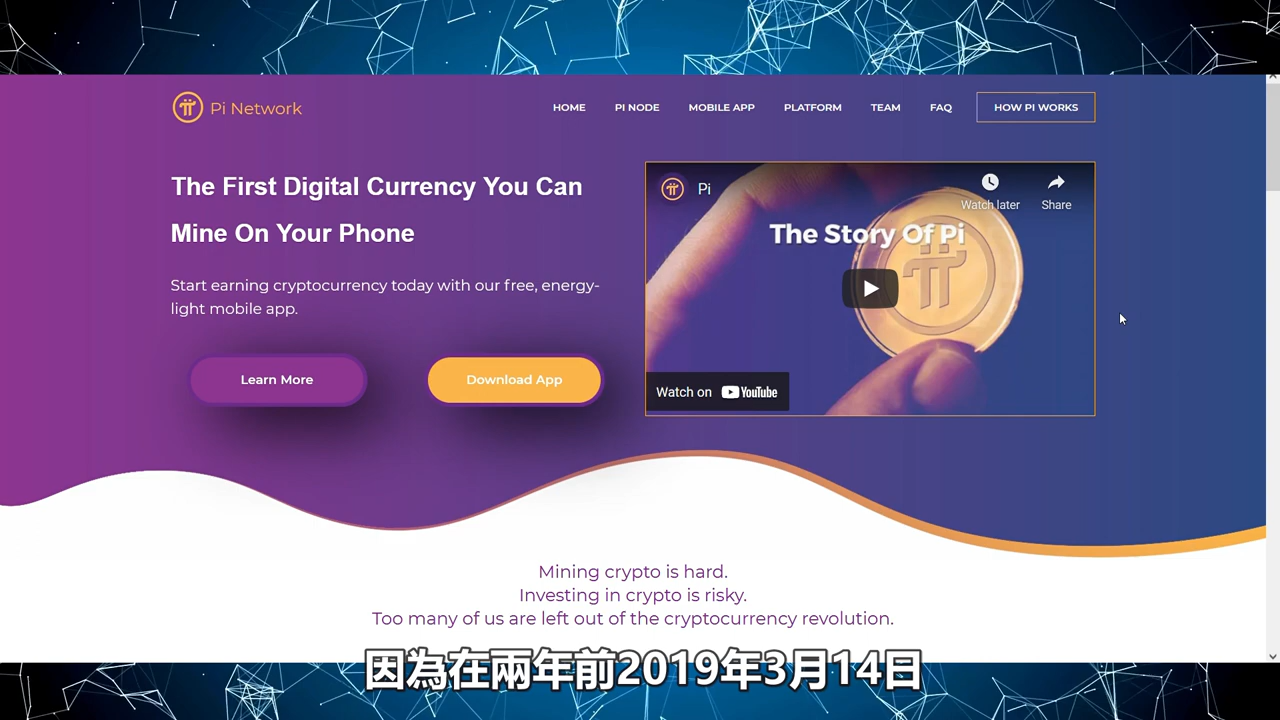 Pi Network
HOME
PI NODE
MOBILE APP
PLATFORM
TEAM
FAQ
HOW PI WORKS
The First Digital Currency You Can
Mine On Your Phone
Start earning cryptocurrency today with our free, energy-
light mobile app.
Learn More
Download App
Pi
Watch later
Share
The Story Of Pi
Watch on YouTube
Mining crypto is hard.
Investing in crypto is risky.
Too many of us are left out of the cryptocurrency revolution.
因為在兩年前2019年3月14日